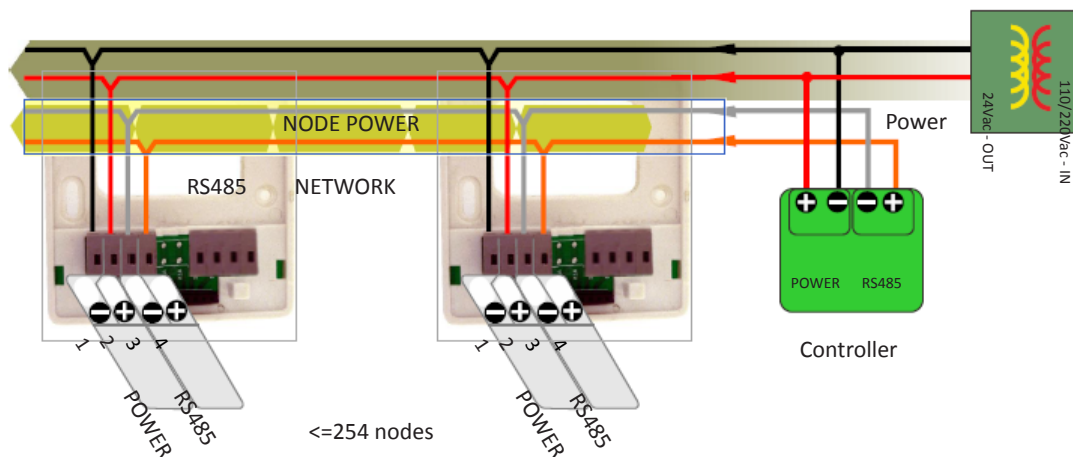 NODE POWER
Power
110/220Vac - IN
24Vac - OUT
RS485 NETWORK
POWER RS485
Controller
1 2 3 4
POWER
RS485
1 2 3 4
POWER
RS485
<=254 nodes